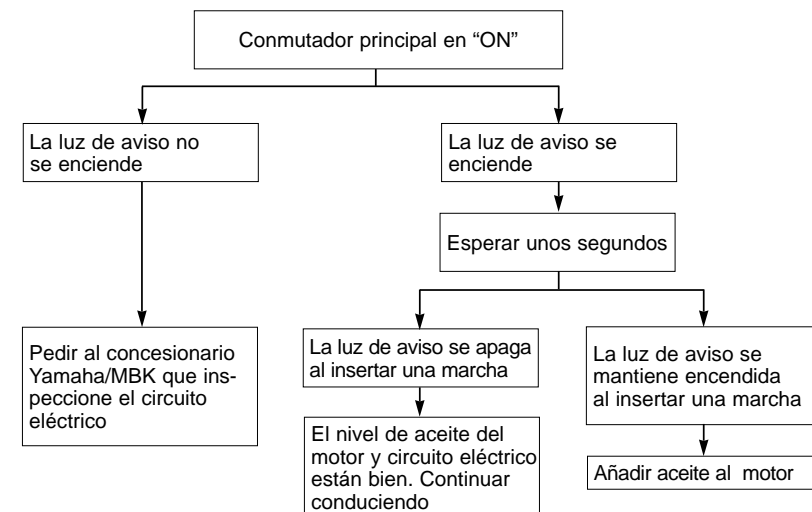 Conmutador principal en “ON”
La luz de aviso no
se enciende
La luz de aviso se
enciende
Esperar unos segundos
Pedir al concesionario
Yamaha/MBK que ins-
peccione el circuito
eléctrico
La luz de aviso se apaga
al insertar una marcha
La luz de aviso se
mantiene encendida
al insertar una marcha
El nivel de aceite del
motor y circuito eléctrico
están bien. Continuar
conduciendo
Añadir aceite al motor